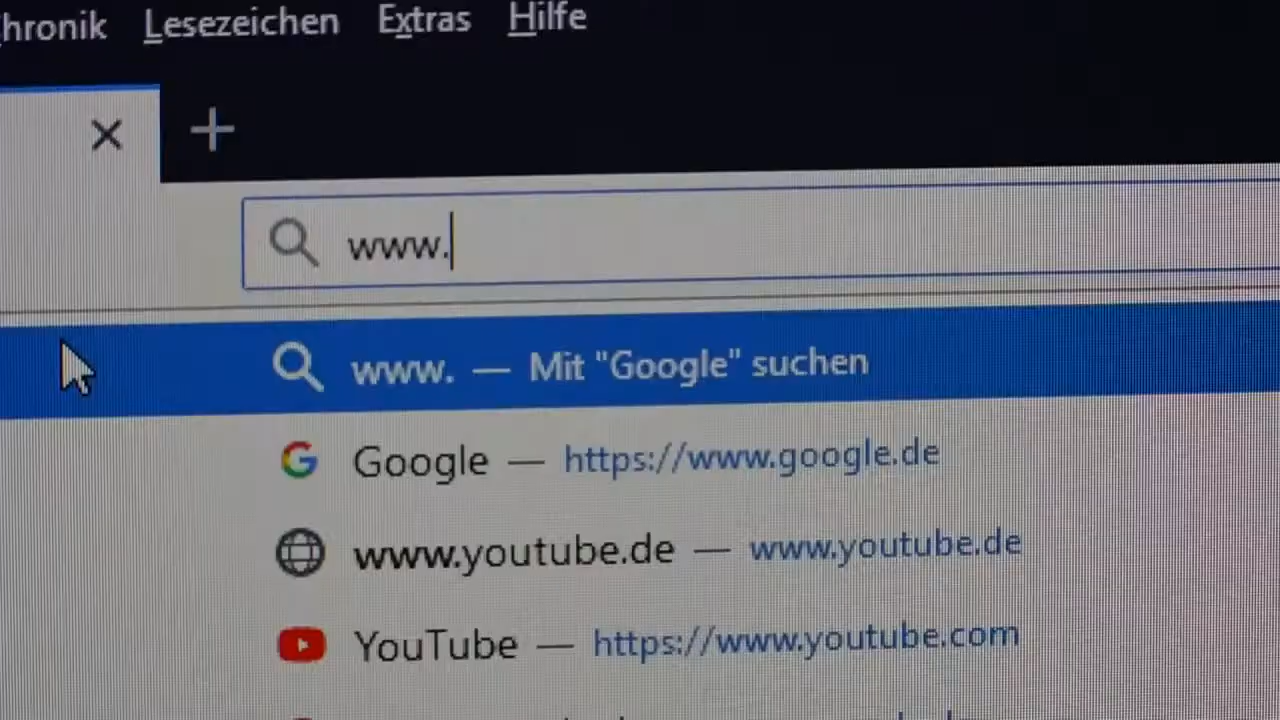 hronik Lesezeichen Extras Hilfe
www.
www. — Mit "Google" suchen
Google — https://www.google.de
www.youtube.de — www.youtube.de
YouTube — https://www.youtube.com